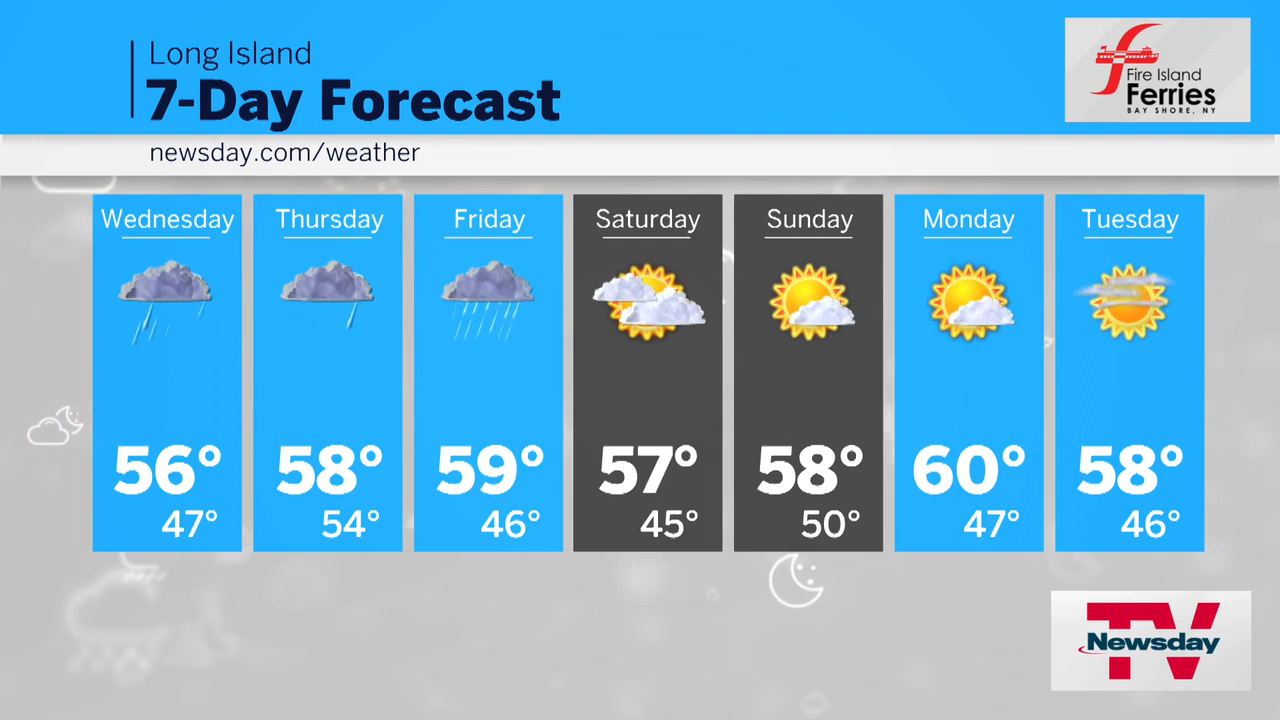 Long Island
7-Day Forecast
newsday.com/weather
Fire Island
Ferries
BAY SHORE, NY
Wednesday
56°
47°
Thursday
58°
54°
Friday
59°
46°
Saturday
57°
45°
Sunday
58°
50°
Monday
60°
47°
Tuesday
58°
46°
TV
Newsday